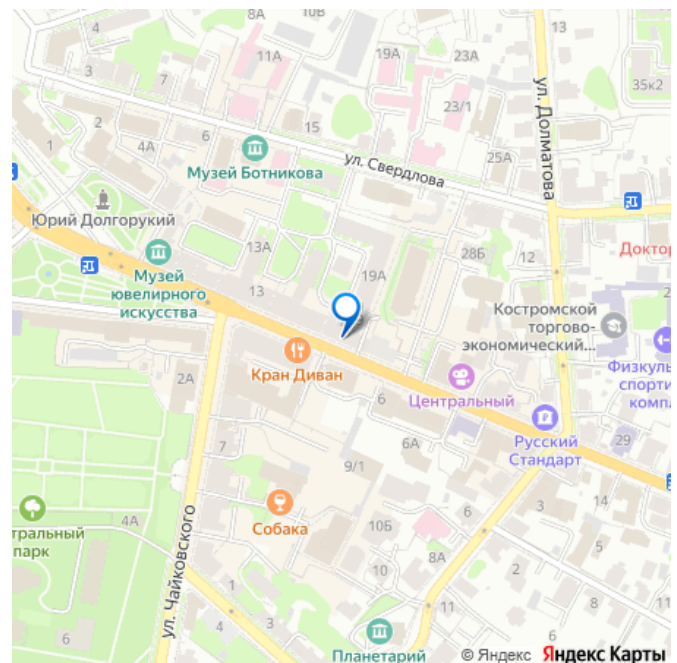 8А
10В
4
3
7
11А
19А
23А
13
35к2
2
1
4А
6
15
23/1
ул. Долматова
Музей Ботникова
ул. Свердлова
25А
Юрий Долгорукий
13А
Музей
ювелирного
искусства
13
19А
28Б
12
Доктор
Костромской
торгово-
экономический...
Кран Диван
2А
6
Центральный
Физкуль
спорти
компл
Русский
Стандарт
29
7
6А
9/1
Собака
тральный
парк
4А
ул. Чайковского
10Б
6
3
14
5
8А
10
11
2
8
1
3
4
6
Планетарий
© Яндекс Яндекс Карты